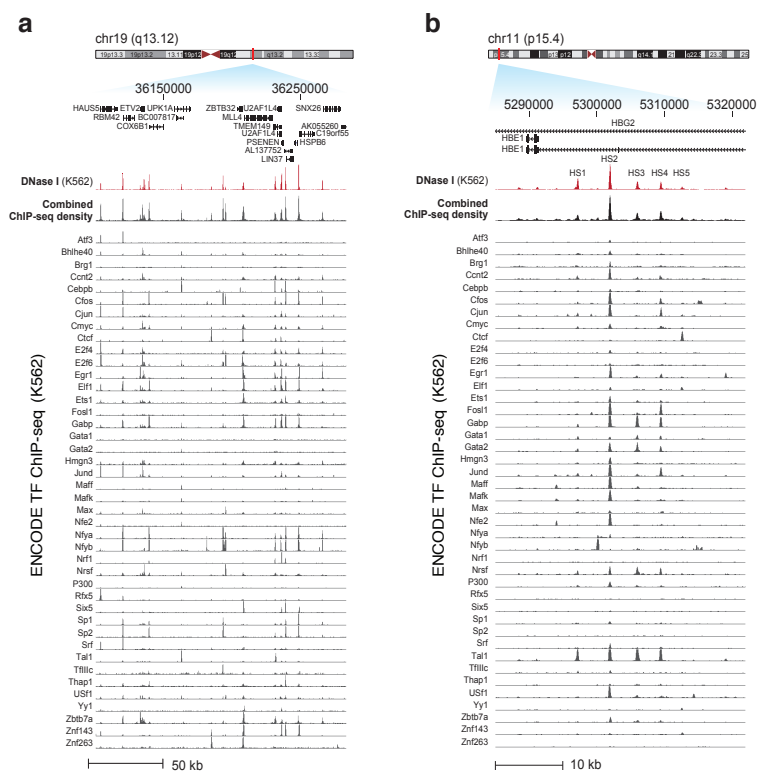 a
chr19 (q13.12)
19p13.3 19p13.2 13.11 19p12 19q12 q13.2 13.33
36150000 36250000
HAUS5 ETV2 UPK1A ZBTB32 U2AF1L4 SNX26
RBM42 BC007817 MLL4 AK055260
COX6B1 TMEM149 C19orf55
U2AF1L4
PSENEN HSPB6
AL137752
LIN37
DNase I (K562)
Combined
ChIP-seq density
ENCODE TF ChIP-seq (K562)
Atf3
Bhlhe40
Brg1
Ccnt2
Cebpb
Cfos
Cjun
Cmyc
Ctcf
E2f4
E2f6
Egr1
Elf1
Ets1
Fosl1
Gabp
Gata1
Gata2
Hmgn3
Jund
Maff
Mafk
Max
Nfe2
Nfya
Nfyb
Nrf1
Nrsf
P300
Rfx5
Six5
Sp1
Sp2
Srf
Tal1
TfIIIc
Thap1
USf1
Yy1
Zbtb7a
Znf143
Znf263
50 kb
b
chr11 (p15.4)
p12 q14.1 q22.3 23.3
5290000 5300000 5310000 5320000
HBG2
HBE1
HBE1
HS1 HS2 HS3 HS4 HS5
DNase I (K562)
Combined
ChIP-seq density
ENCODE TF ChIP-seq (K562)
Atf3
Bhlhe40
Brg1
Ccnt2
Cebpb
Cfos
Cjun
Cmyc
Ctcf
E2f4
E2f6
Egr1
Elf1
Ets1
Fosl1
Gabp
Gata1
Gata2
Hmgn3
Jund
Maff
Mafk
Max
Nfe2
Nfya
Nfyb
Nrf1
Nrsf
P300
Rfx5
Six5
Sp1
Sp2
Srf
Tal1
TfIIIc
Thap1
USf1
Yy1
Zbtb7a
Znf143
Znf263
10 kb